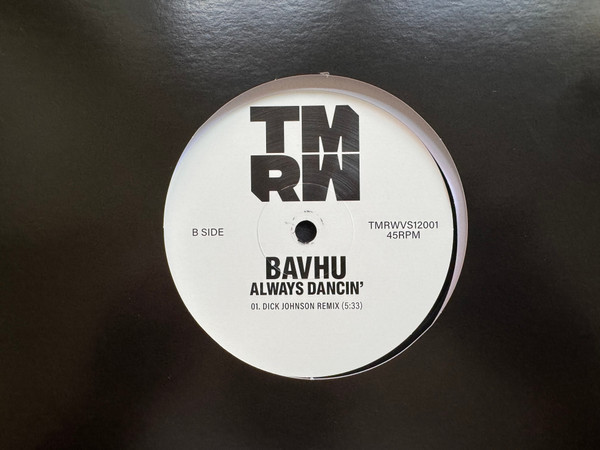 TM
RW
B SIDE
TMRWVS12001
45RPM
BAVHU
ALWAYS DANCIN'
01. DICK JOHNSON REMIX (5:33)